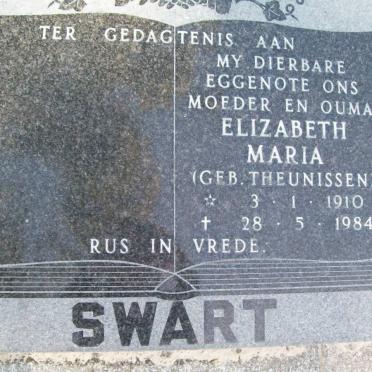 TER GEDAGTENIS AAN
MY DIERBARE
EGGENOTE ONS
MOEDER EN OUMA
ELIZABETH
MARIA
(GEB. THEUNISSEN)
☆ 3 · 1 · 1910
✝ 28 · 5 · 1984
RUS IN VREDE.
SWART